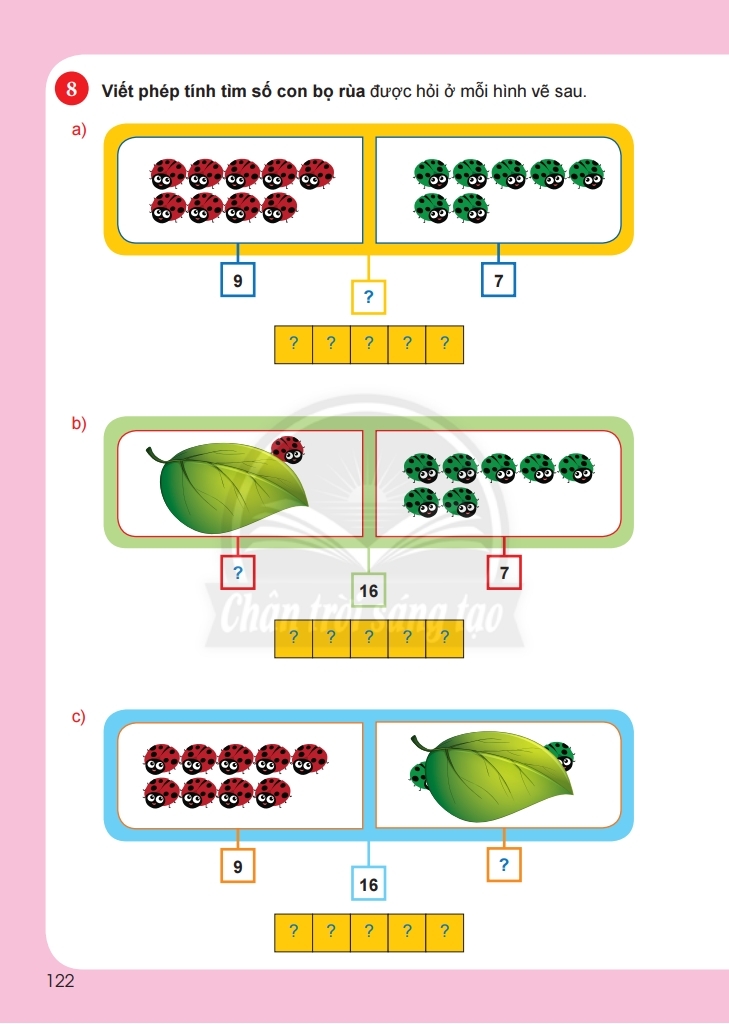 8 Viết phép tính tìm số con bọ rùa được hỏi ở mỗi hình vẽ sau.
a)
9 ? 7
? ? ? ? ?
b)
? 16 7
Chân trời sáng tạo
? ? ? ? ?
c)
9 16 ?
? ? ? ? ?
122